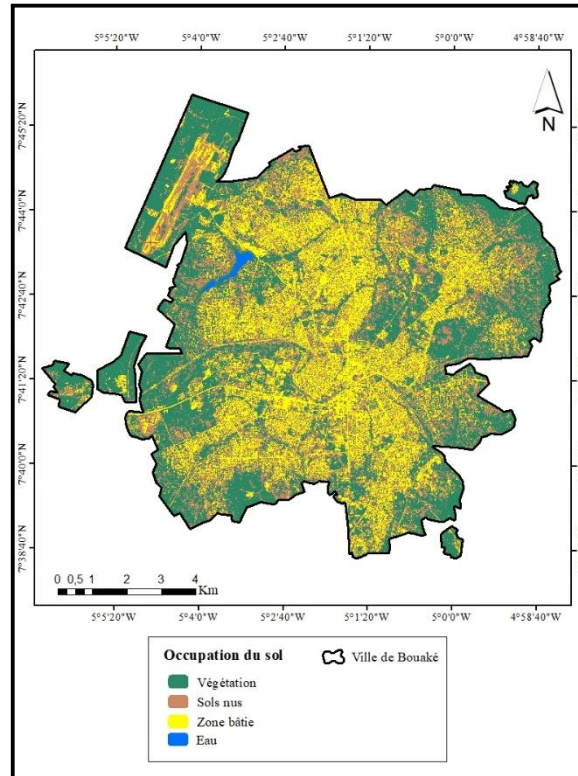 5°5'20"O 5°4'0"O 5°2'40"O 5°1'20"O 5°0'0"O 4°58'40"O
N
7°45'20"N
7°44'0"N
7°42'40"N
7°41'20"N
7°40'0"N
7°38'40"N
0 0,5 1 2 3 4
Km
5°5'20"O 5°4'0"O 5°2'40"O 5°1'20"O 5°0'0"O 4°58'40"O
Occupation du sol
Ville de Bouaké
Végétation
Sols nus
Zone bâtie
Eau